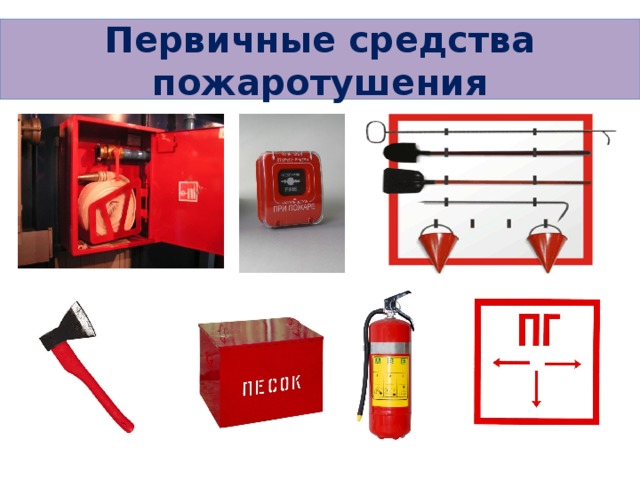 Первичные средства
пожаротушения
ПРИ ПОЖАРЕ
ПЕСОК
ПГ